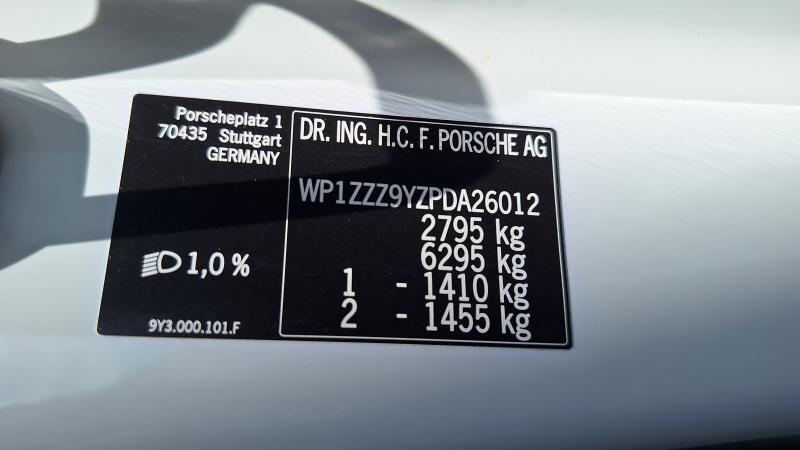 Porscheplatz 1
70435 Stuttgart
GERMANY
1,0 %
9Y3.000.101.F
DR. ING. H.C. F. PORSCHE AG
WP1ZZZ9YZPDA26012
2795 kg
6295 kg
1 - 1410 kg
2 - 1455 kg